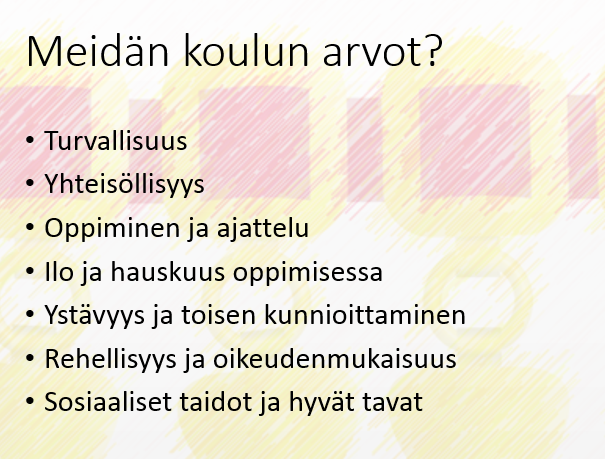 Meidän koulun arvot?
• Turvallisuus
• Yhteisöllisyys
• Oppiminen ja ajattelu
• Ilo ja hauskuus oppimisessa
• Ystävyys ja toisen kunnioittaminen
• Rehellisyys ja oikeudenmukaisuus
• Sosiaaliset taidot ja hyvät tavat